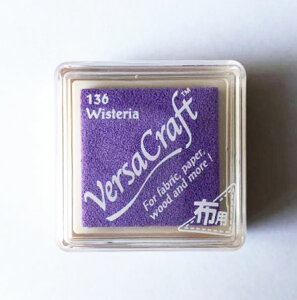 136
Wisteria
VersaCraft™
For fabric, paper,
wood and more!
布用